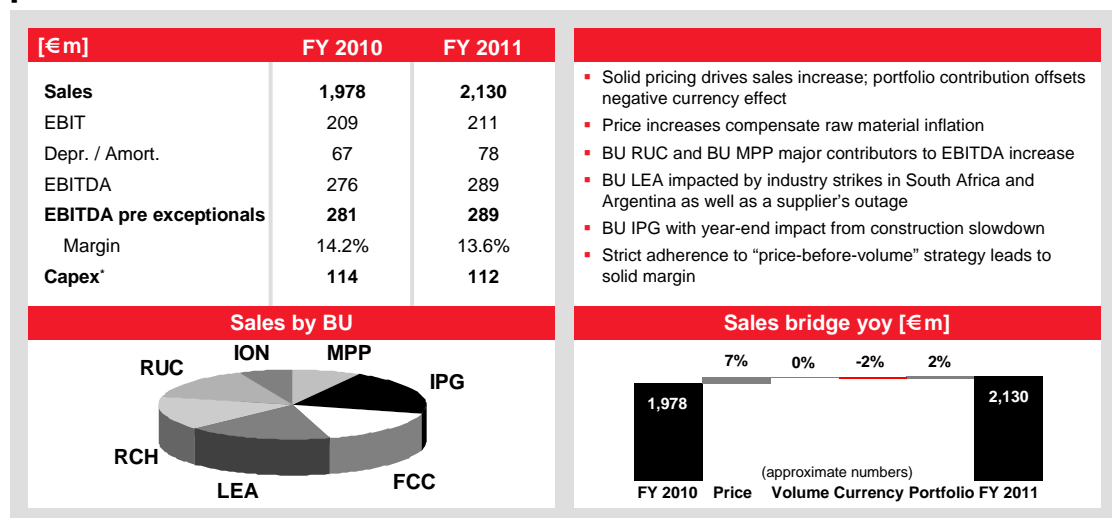 [€m] FY 2010 FY 2011
Sales 1,978 2,130
EBIT 209 211
Depr. / Amort. 67 78
EBITDA 276 289
EBITDA pre exceptionals 281 289
Margin 14.2% 13.6%
Capex* 114 112
▪ Solid pricing drives sales increase; portfolio contribution offsets
negative currency effect
▪ Price increases compensate raw material inflation
▪ BU RUC and BU MPP major contributors to EBITDA increase
▪ BU LEA impacted by industry strikes in South Africa and
Argentina as well as a supplier's outage
▪ BU IPG with year-end impact from construction slowdown
▪ Strict adherence to “price-before-volume” strategy leads to
solid margin
Sales by BU
ION MPP
RUC
IPG
RCH
FCC
LEA
Sales bridge yoy [€m]
7% 0% -2% 2%
1,978 2,130
(approximate numbers)
FY 2010 Price Volume Currency Portfolio FY 2011